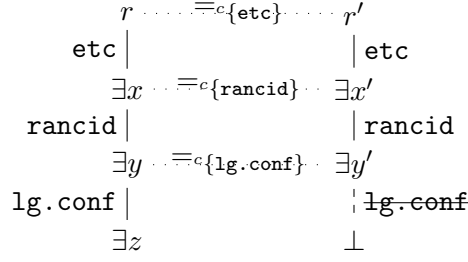 r =c{etc} r′
etc etc
∃x =c{rancid} ∃x′
rancid rancid
∃y =c{lg.conf} ∃y′
lg.conf lg.conf
∃z ⊥